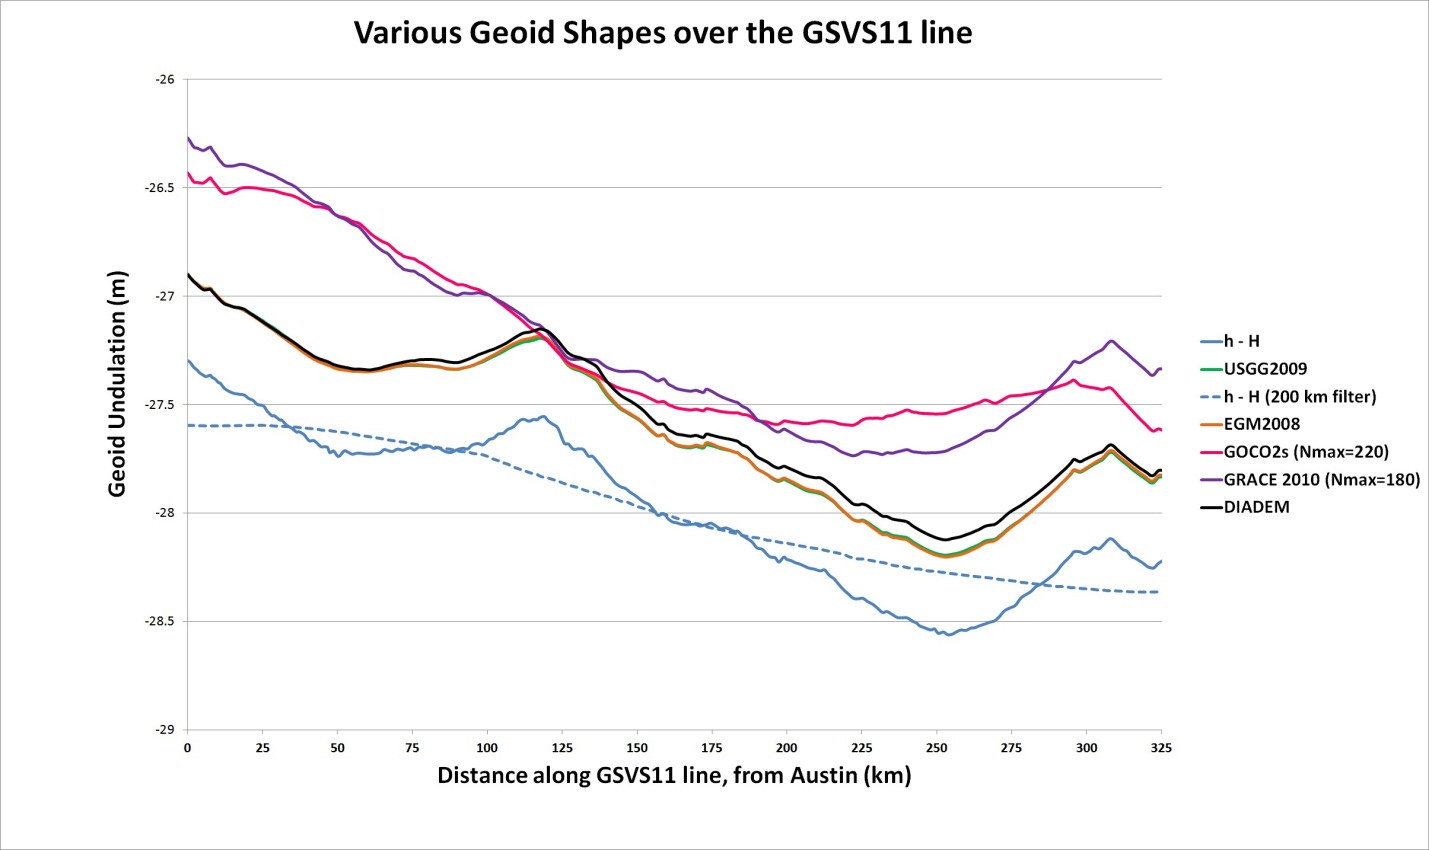 Various Geoid Shapes over the GSVS11 line
Geoid Undulation (m)
-26
-26.5
-27
-27.5
-28
-28.5
-29
0 25 50 75 100 125 150 175 200 225 250 275 300 325
Distance along GSVS11 line, from Austin (km)
h - H
USGG2009
h - H (200 km filter)
EGM2008
GOCO2s (Nmax=220)
GRACE 2010 (Nmax=180)
DIADEM